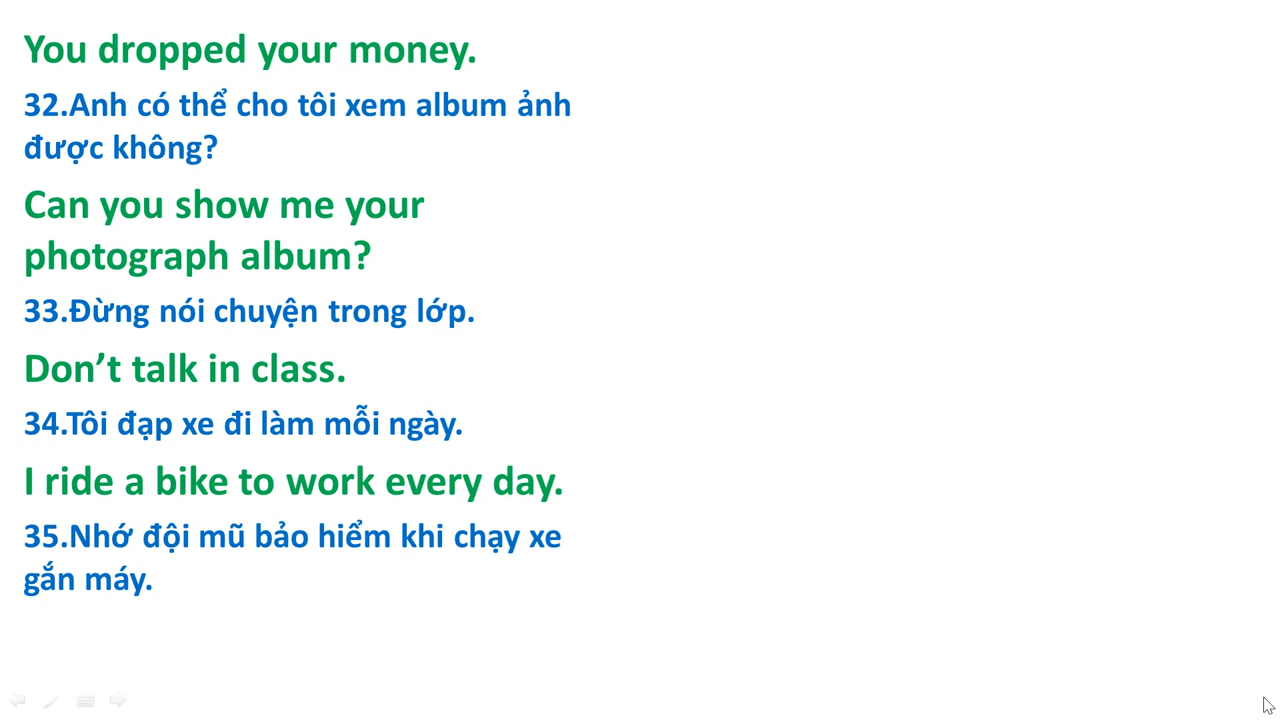 You dropped your money.
32.Anh có thể cho tôi xem album ảnh
được không?
Can you show me your
photograph album?
33.Đừng nói chuyện trong lớp.
Don’t talk in class.
34.Tôi đạp xe đi làm mỗi ngày.
I ride a bike to work every day.
35.Nhớ đội mũ bảo hiểm khi chạy xe
gắn máy.